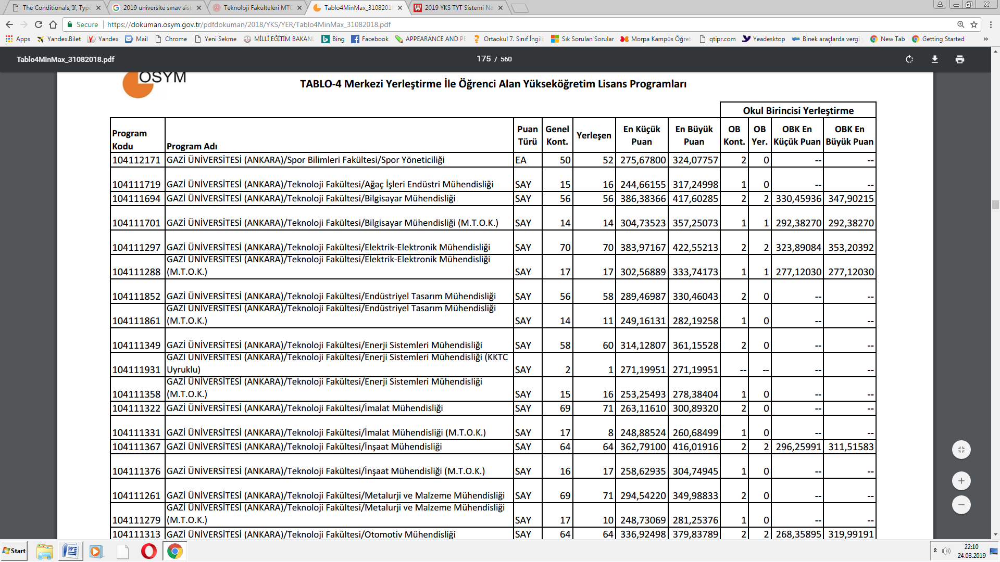 The Conditionals, If, Type
2019 üniversite sınav sist
Teknoloji Fakülteleri MTO
Tablo4MinMax_3108201
2019 YKS TYT Sistemi Na
Secure | https://dokuman.osym.gov.tr/pdfdokuman/2018/YKS/YER/Tablo4MinMax_31082018.pdf
Apps Yandex.Bilet Yandex Mail Chrome Yeni Sekme MİLLÎ EĞİTİM BAKANL Bing Facebook APPEARANCE AND PE Ortaokul 7. Sınıf İngili Sık Sorulan Sorular Morpa Kampüs Öğret qtipr.com Yeadesktop Binek araçlarda vergi New Tab Getting Started »
Tablo4MinMax_31082018.pdf 175 / 560
ÖSYM
TABLO-4 Merkezi Yerleştirme İle Öğrenci Alan Yükseköğretim Lisans Programları
Okul Birincisi Yerleştirme
Program Kodu Program Adı Puan Türü Genel Kont. Yerleşen En Küçük Puan En Büyük Puan OB Kont. OB Yer. OBK En Küçük Puan OBK En Büyük Puan
104112171 GAZİ ÜNİVERSİTESİ (ANKARA)/Spor Bilimleri Fakültesi/Spor Yöneticiliği EA 50 52 275,67800 324,07757 2 0 -- --
104111719 GAZİ ÜNİVERSİTESİ (ANKARA)/Teknoloji Fakültesi/Ağaç İşleri Endüstri Mühendisliği SAY 15 16 244,66155 317,24998 1 0 -- --
104111694 GAZİ ÜNİVERSİTESİ (ANKARA)/Teknoloji Fakültesi/Bilgisayar Mühendisliği SAY 56 56 386,38366 417,60285 2 2 330,45936 347,90215
104111701 GAZİ ÜNİVERSİTESİ (ANKARA)/Teknoloji Fakültesi/Bilgisayar Mühendisliği (M.T.O.K.) SAY 14 14 304,73523 357,25073 1 1 292,38270 292,38270
104111297 GAZİ ÜNİVERSİTESİ (ANKARA)/Teknoloji Fakültesi/Elektrik-Elektronik Mühendisliği SAY 70 70 383,97167 422,55213 2 2 323,89084 353,20392
GAZİ ÜNİVERSİTESİ (ANKARA)/Teknoloji Fakültesi/Elektrik-Elektronik Mühendisliği
104111288 (M.T.O.K.) SAY 17 17 302,56889 333,74173 1 1 277,12030 277,12030
104111852 GAZİ ÜNİVERSİTESİ (ANKARA)/Teknoloji Fakültesi/Endüstriyel Tasarım Mühendisliği SAY 56 58 289,46987 330,46043 2 0 -- --
GAZİ ÜNİVERSİTESİ (ANKARA)/Teknoloji Fakültesi/Endüstriyel Tasarım Mühendisliği
104111861 (M.T.O.K.) SAY 14 11 249,16131 282,19258 1 0 -- --
104111349 GAZİ ÜNİVERSİTESİ (ANKARA)/Teknoloji Fakültesi/Enerji Sistemleri Mühendisliği SAY 58 60 314,12807 361,15528 2 0 -- --
GAZİ ÜNİVERSİTESİ (ANKARA)/Teknoloji Fakültesi/Enerji Sistemleri Mühendisliği (KKTC
104111931 Uyruklu) SAY 2 1 271,19951 271,19951 -- -- -- --
GAZİ ÜNİVERSİTESİ (ANKARA)/Teknoloji Fakültesi/Enerji Sistemleri Mühendisliği
104111358 (M.T.O.K.) SAY 15 16 253,25493 278,38404 1 0 -- --
104111322 GAZİ ÜNİVERSİTESİ (ANKARA)/Teknoloji Fakültesi/İmalat Mühendisliği SAY 69 71 263,11610 300,89320 2 0 -- --
104111331 GAZİ ÜNİVERSİTESİ (ANKARA)/Teknoloji Fakültesi/İmalat Mühendisliği (M.T.O.K.) SAY 17 8 248,88524 260,68499 1 0 -- --
104111367 GAZİ ÜNİVERSİTESİ (ANKARA)/Teknoloji Fakültesi/İnşaat Mühendisliği SAY 64 64 362,79100 416,01916 2 2 296,25991 311,51583
104111376 GAZİ ÜNİVERSİTESİ (ANKARA)/Teknoloji Fakültesi/İnşaat Mühendisliği (M.T.O.K.) SAY 16 17 258,62935 304,74945 1 0 -- --
104111261 GAZİ ÜNİVERSİTESİ (ANKARA)/Teknoloji Fakültesi/Metalurji ve Malzeme Mühendisliği SAY 69 71 294,54220 349,98833 2 0 -- --
GAZİ ÜNİVERSİTESİ (ANKARA)/Teknoloji Fakültesi/Metalurji ve Malzeme Mühendisliği
104111279 (M.T.O.K.) SAY 17 10 248,73069 281,25376 1 0 -- --
104111313 GAZİ ÜNİVERSİTESİ (ANKARA)/Teknoloji Fakültesi/Otomotiv Mühendisliği SAY 64 64 336,92498 379,83789 2 2 268,35895 319,99191
Start
22:10
24.03.2019